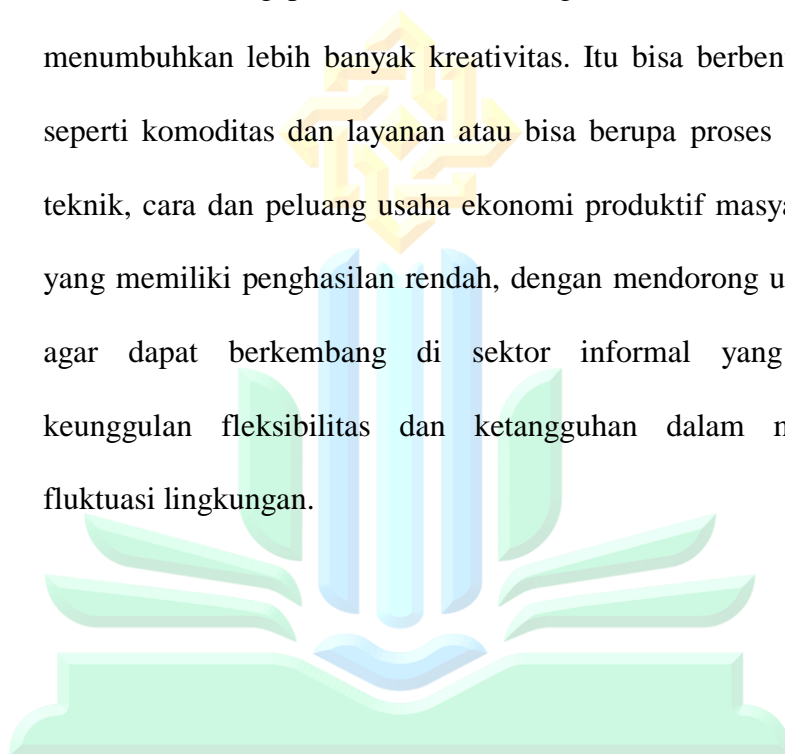 menumbuhkan lebih banyak kreativitas. Itu bisa
seperti komoditas dan layanan atau bisa berupa proses
teknik, cara dan peluang usaha ekonomi produktif
yang memiliki penghasilan rendah, dengan mendorong
agar dapat berkembang di sektor informal yang
keunggulan fleksibilitas dan ketangguhan dalam
fluktuasi lingkungan.